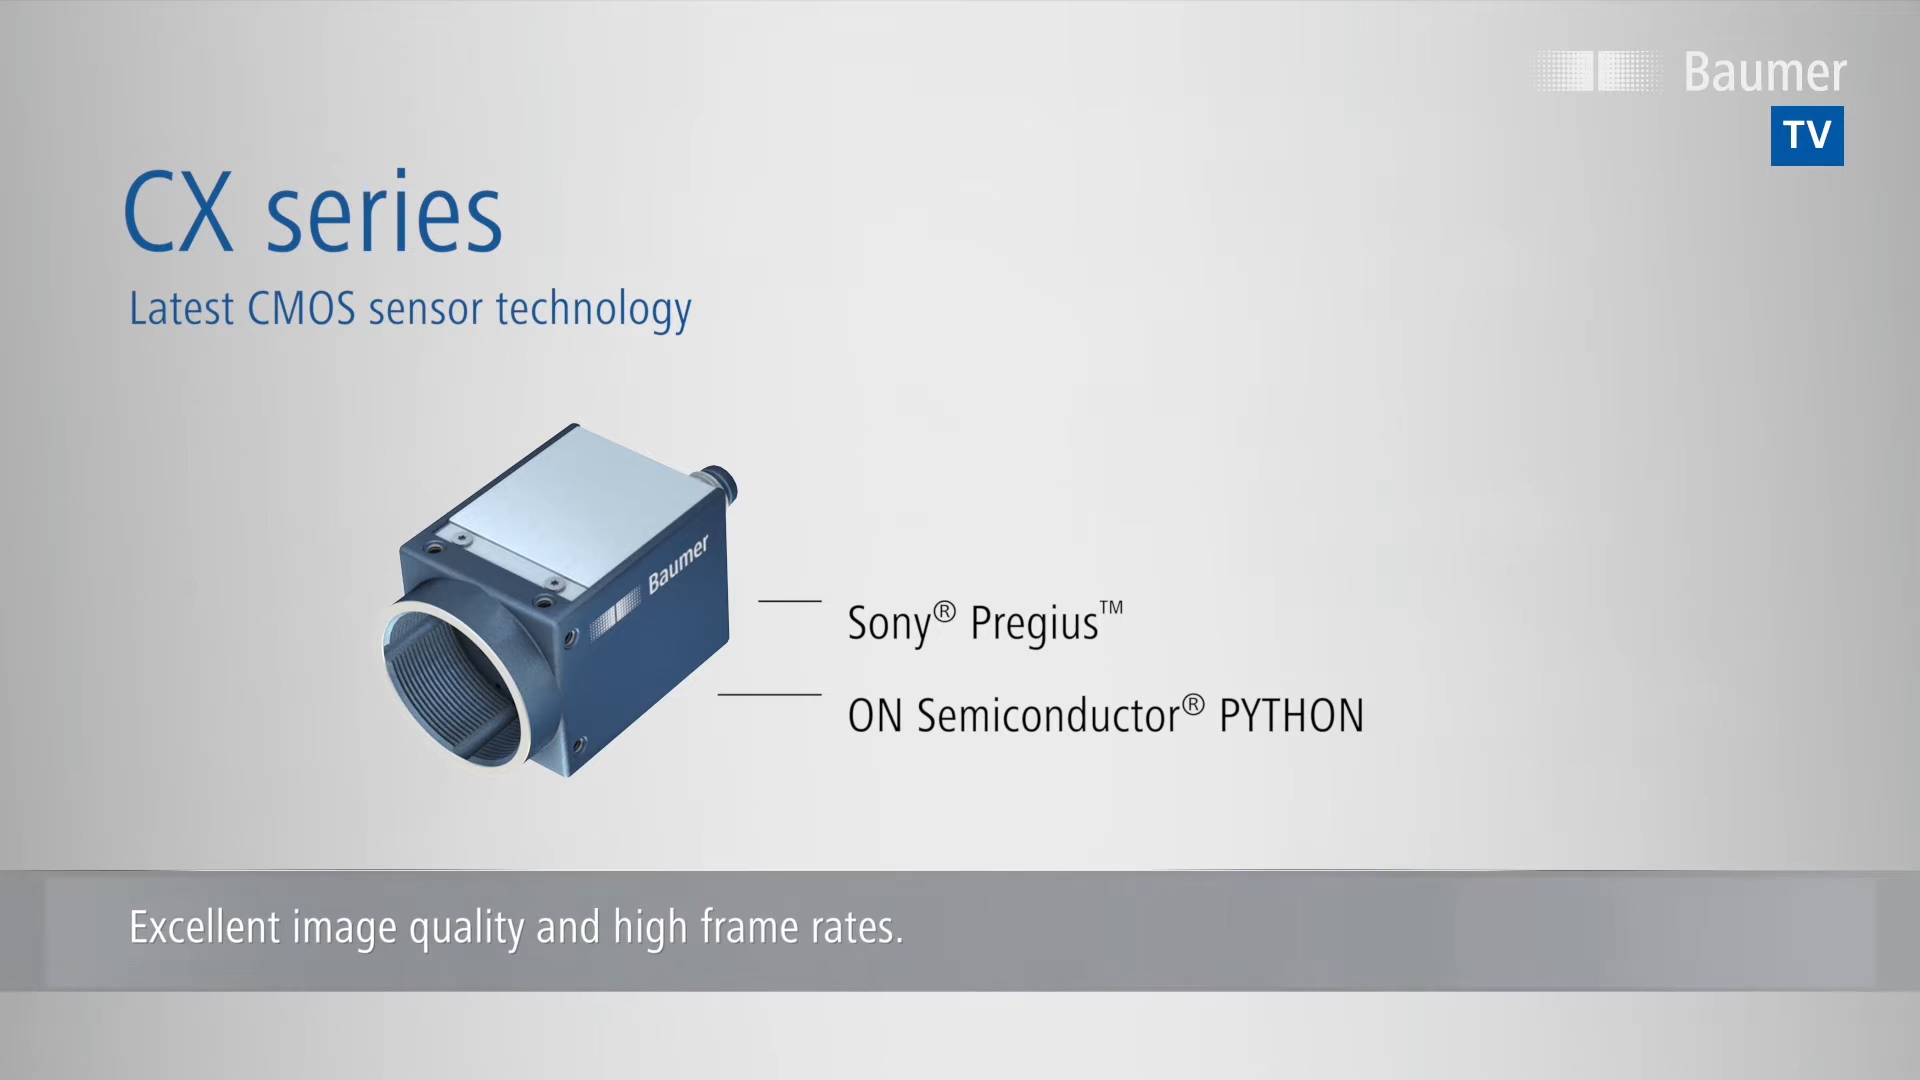 Baumer
TV
CX series
Latest CMOS sensor technology
Baumer
Sony® Pregius™
ON Semiconductor® PYTHON
Excellent image quality and high frame rates.